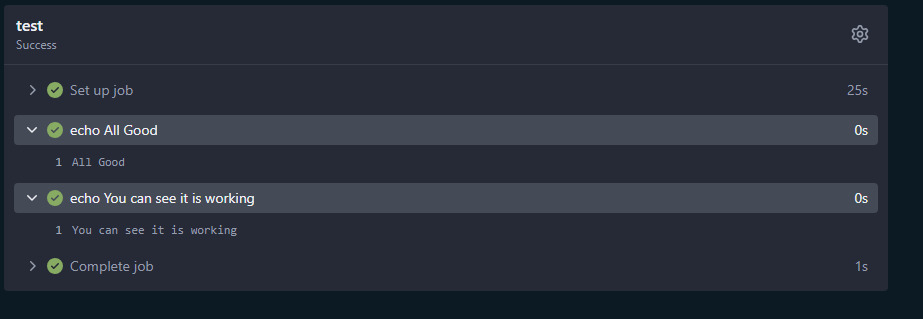 test
Success
Set up job 25s
echo All Good 0s
1 All Good
echo You can see it is working 0s
1 You can see it is working
Complete job 1s